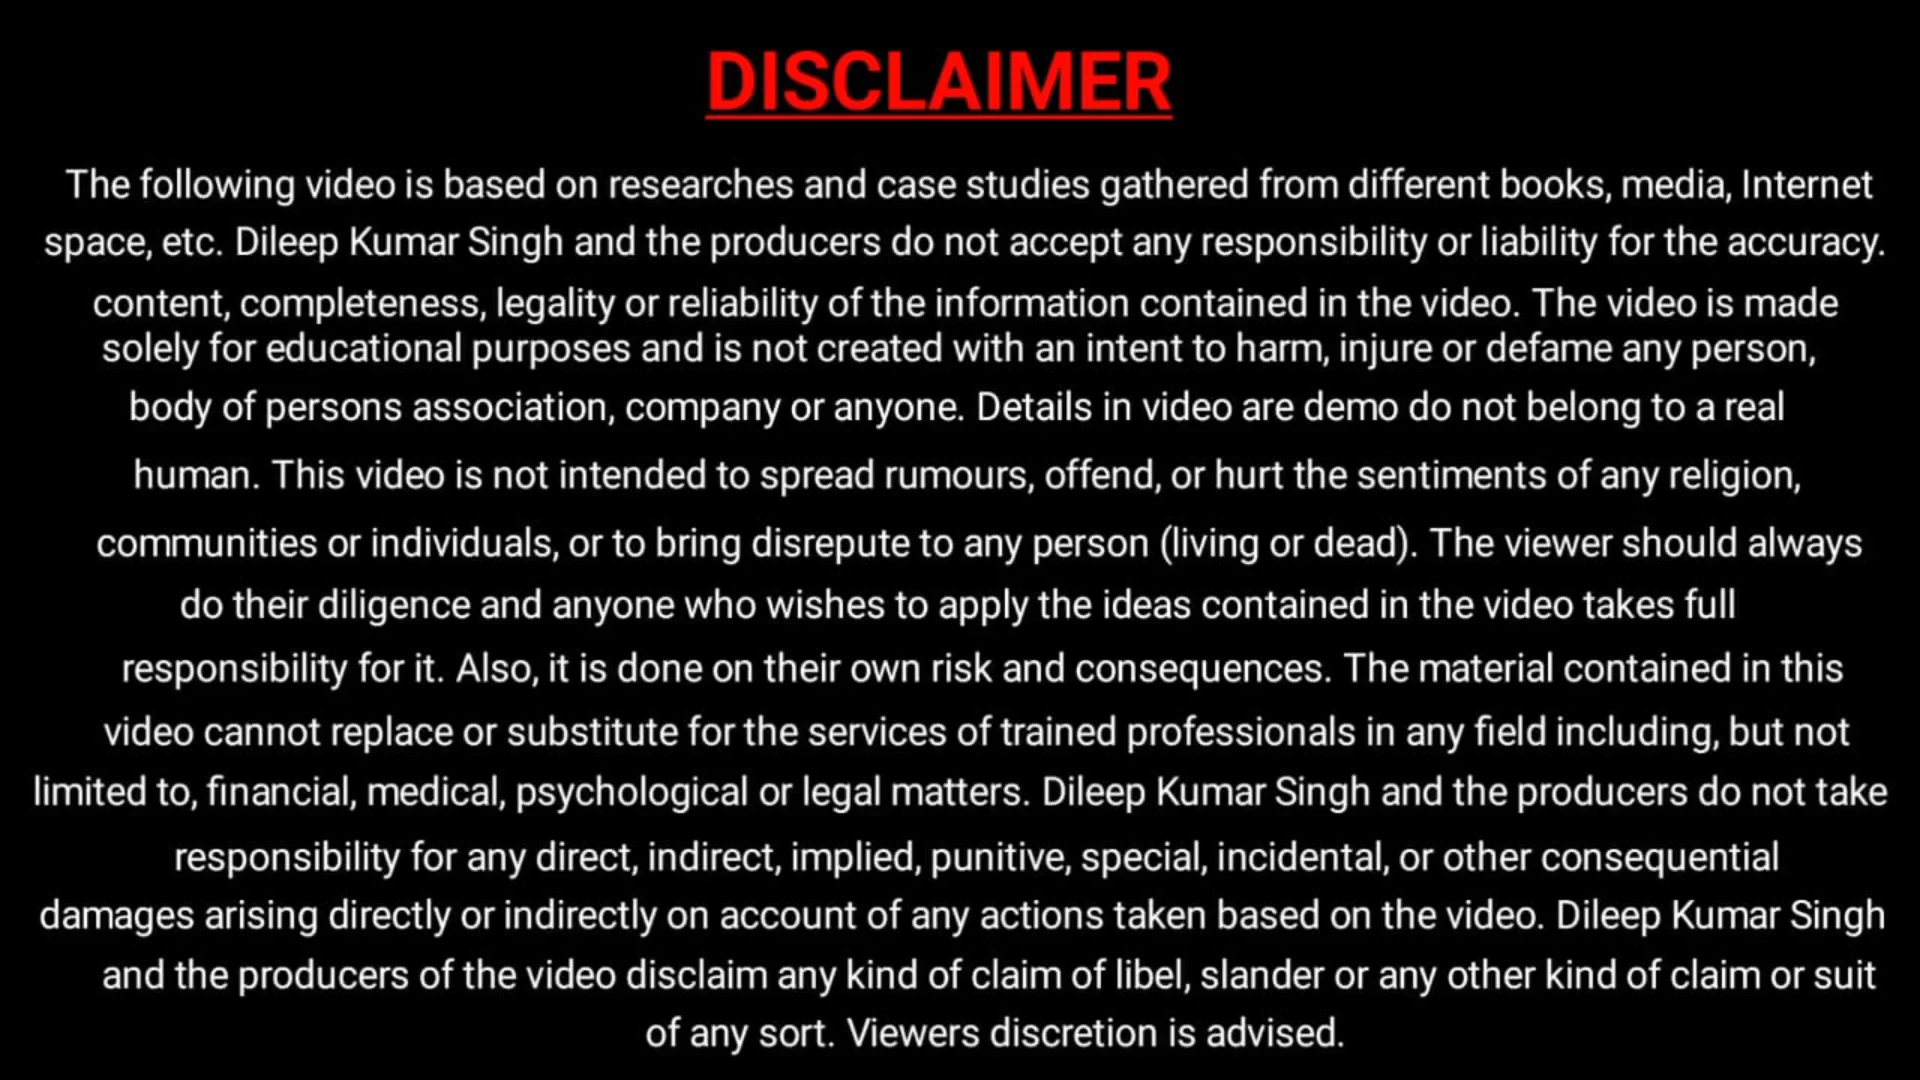 DISCLAIMER
The following video is based on researches and case studies gathered from different books, media, Internet
space, etc. Dileep Kumar Singh and the producers do not accept any responsibility or liability for the accuracy.
content, completeness, legality or reliability of the information contained in the video. The video is made
solely for educational purposes and is not created with an intent to harm, injure or defame any person,
body of persons association, company or anyone. Details in video are demo do not belong to a real
human. This video is not intended to spread rumours, offend, or hurt the sentiments of any religion,
communities or individuals, or to bring disrepute to any person (living or dead). The viewer should always
do their diligence and anyone who wishes to apply the ideas contained in the video takes full
responsibility for it. Also, it is done on their own risk and consequences. The material contained in this
video cannot replace or substitute for the services of trained professionals in any field including, but not
limited to, financial, medical, psychological or legal matters. Dileep Kumar Singh and the producers do not take
responsibility for any direct, indirect, implied, punitive, special, incidental, or other consequential
damages arising directly or indirectly on account of any actions taken based on the video. Dileep Kumar Singh
and the producers of the video disclaim any kind of claim of libel, slander or any other kind of claim or suit
of any sort. Viewers discretion is advised.